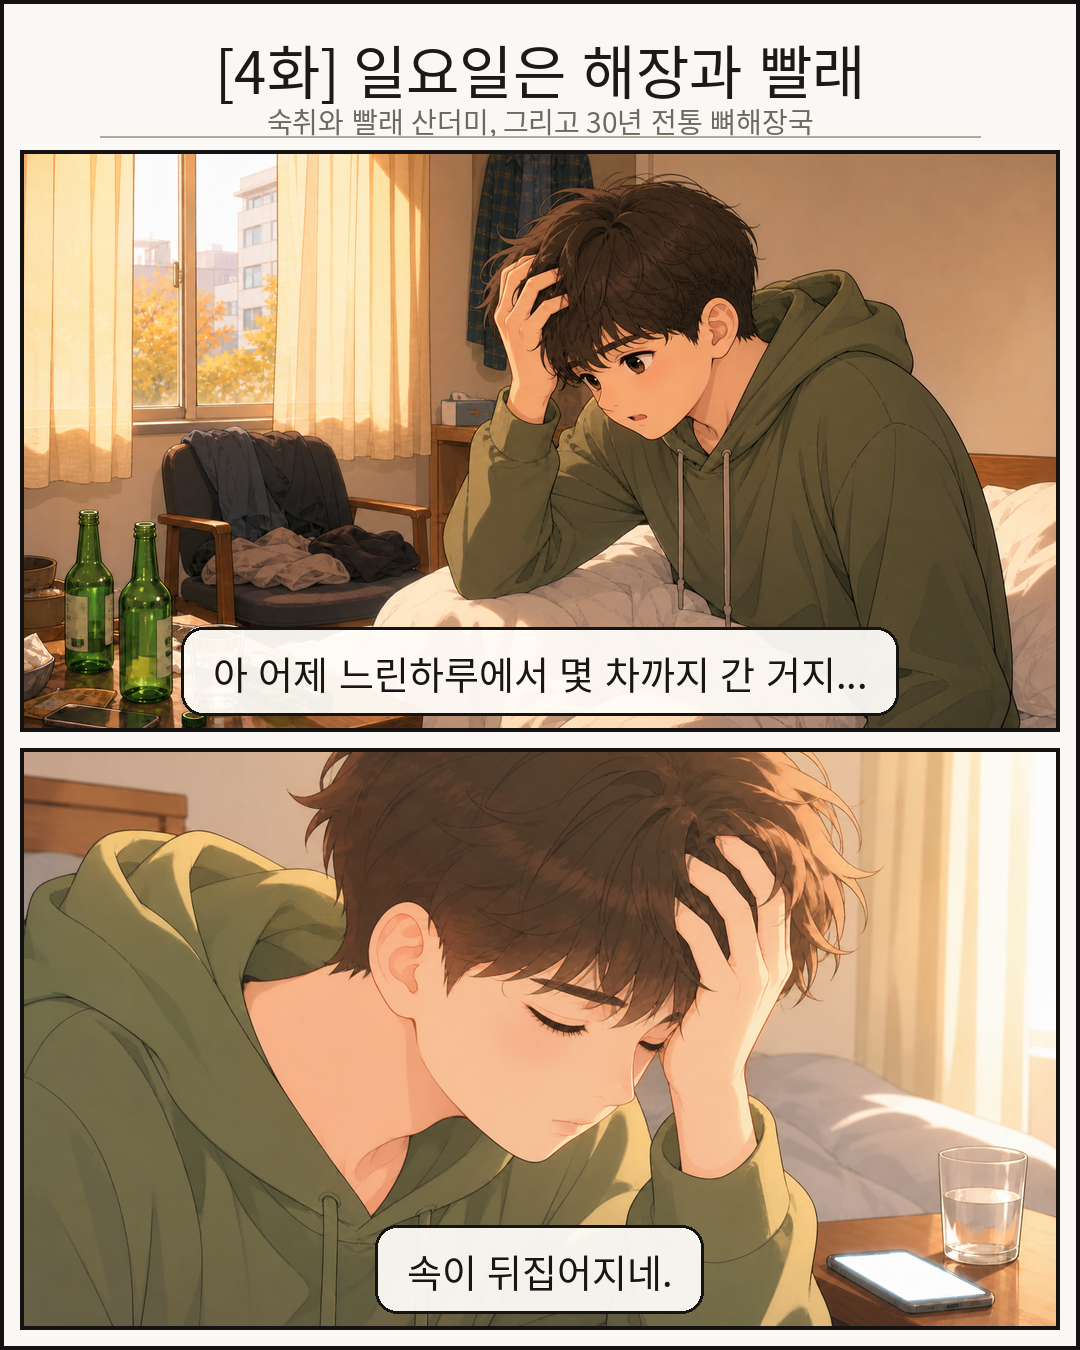 [4화] 일요일은 해장과 빨래
숙취와 빨래 산더미, 그리고 30년 전통 뼈해장국
아 어제 느린하루에서 몇 차까지 간 거지...
속이 뒤집어지네.